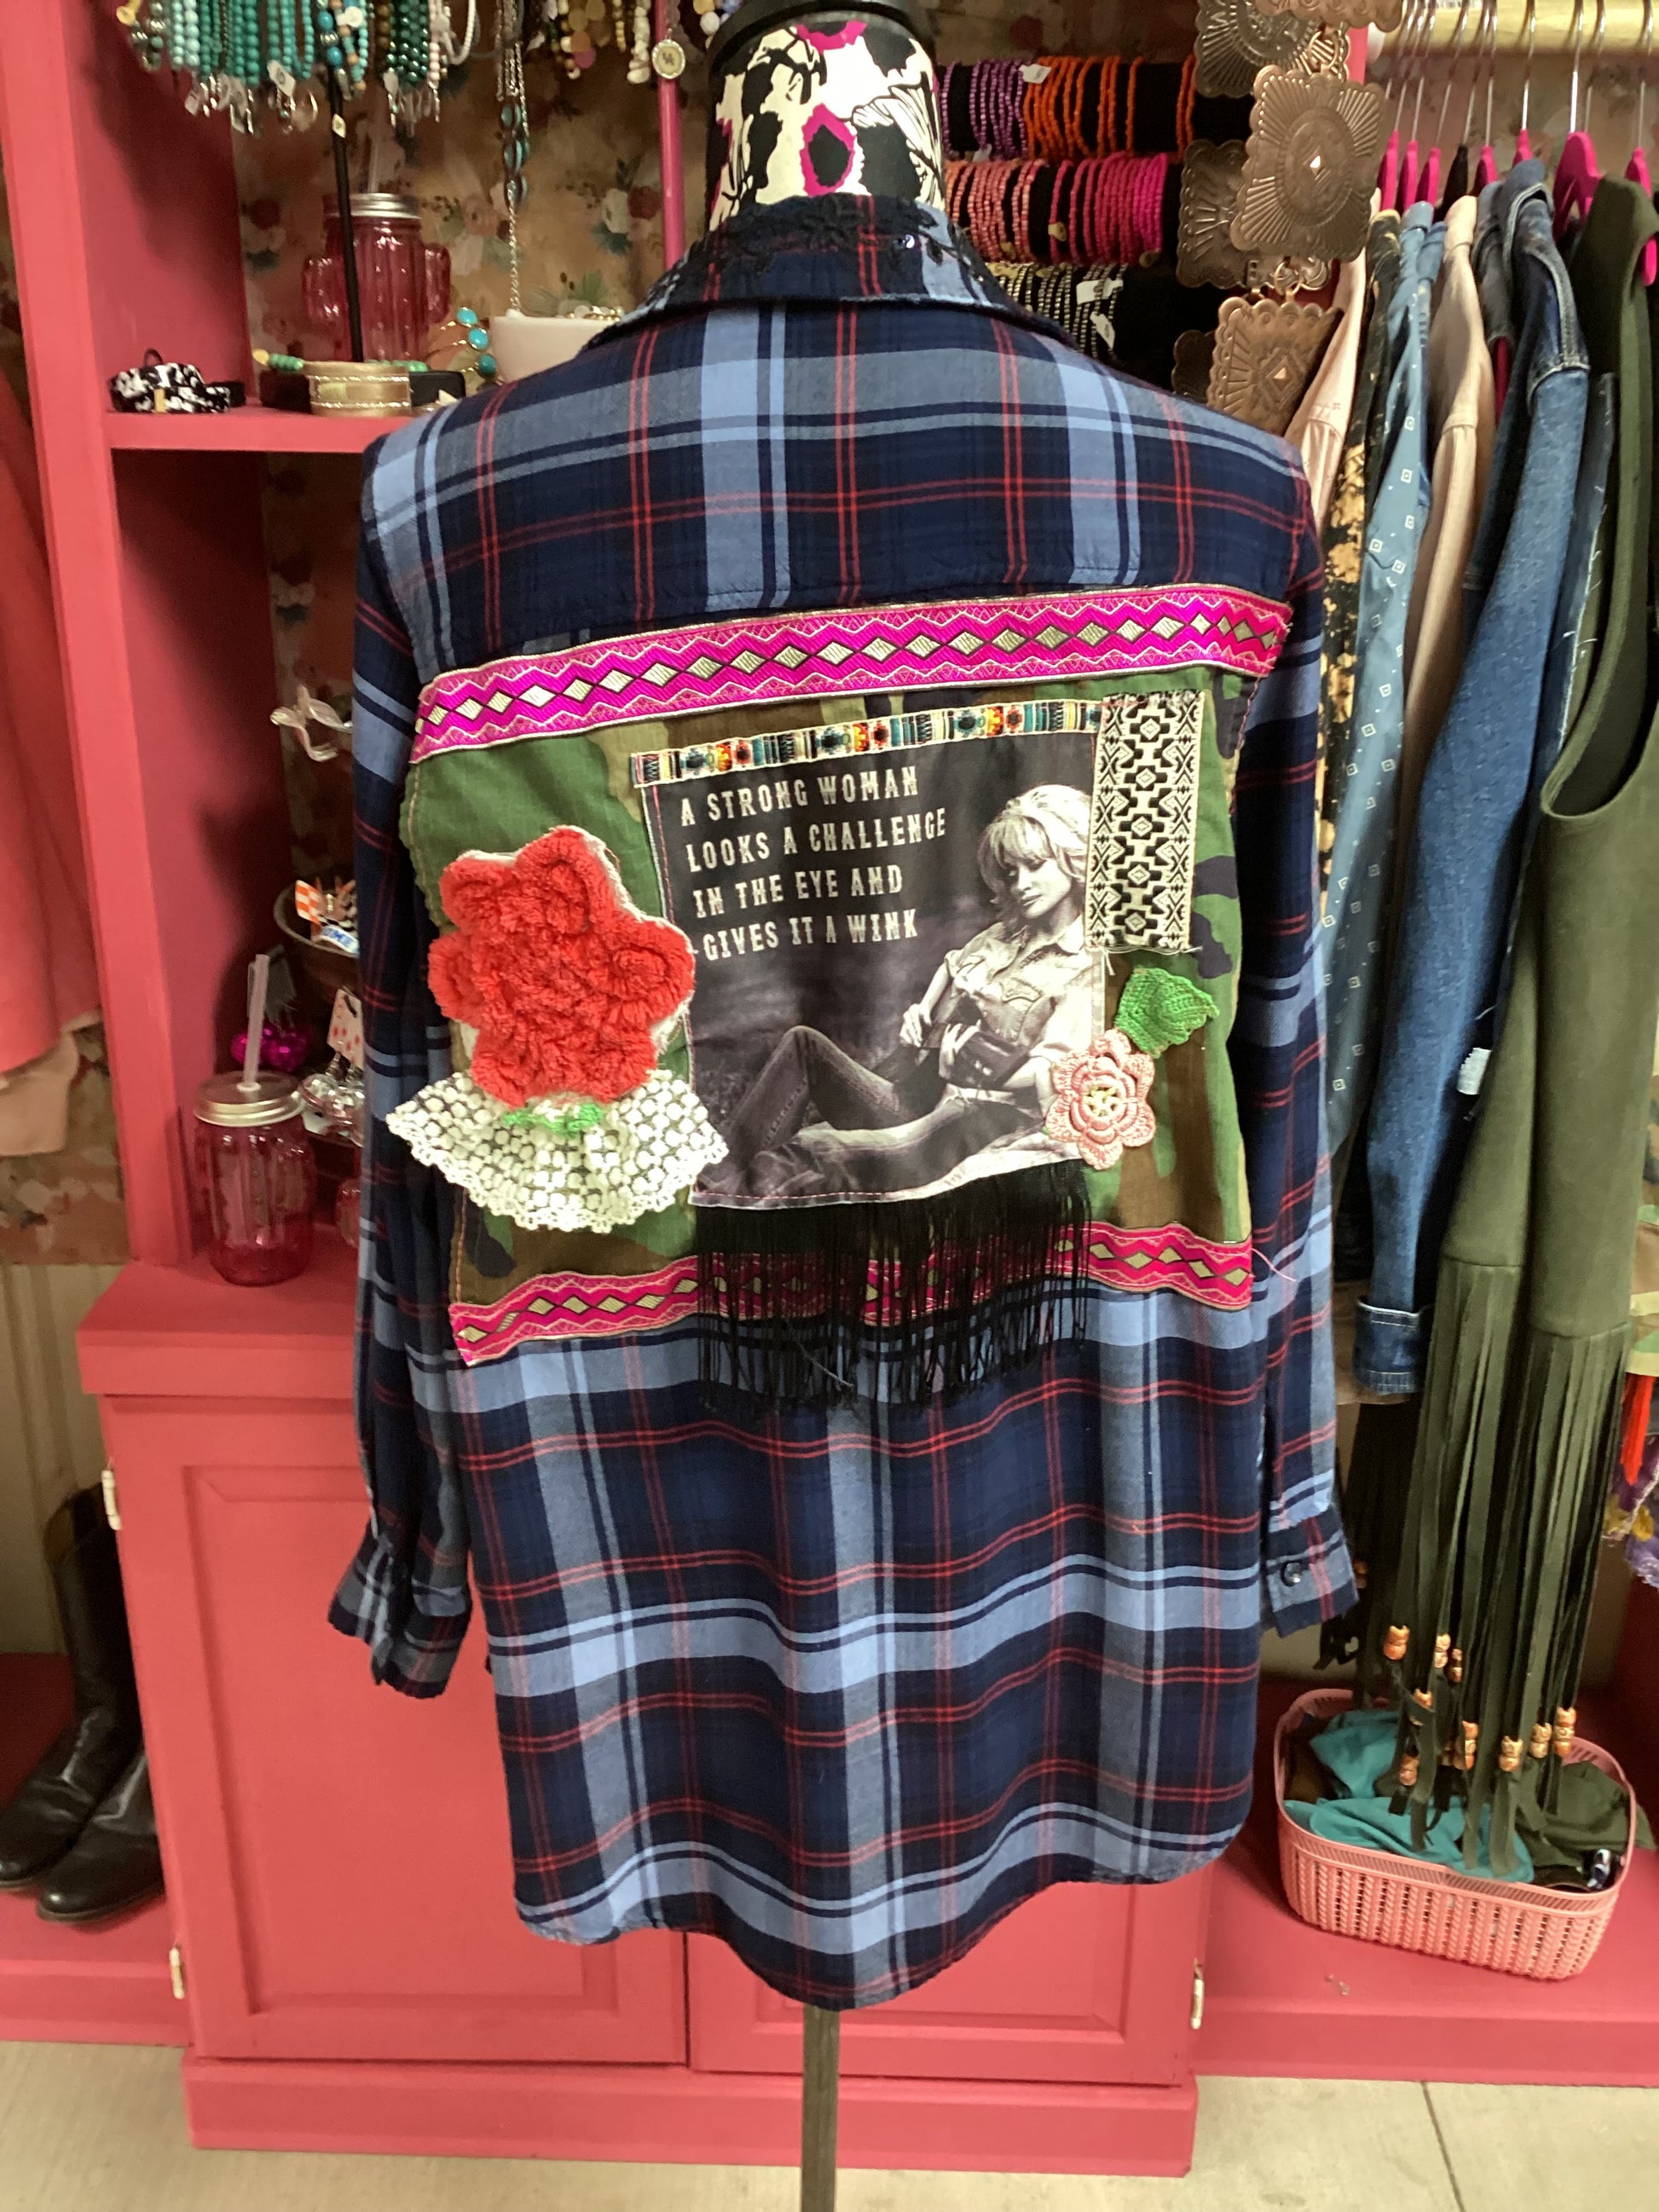 A STRONG WOMAN
LOOKS A CHALLENGE
IN THE EYE AND
GIVES IT A WINK